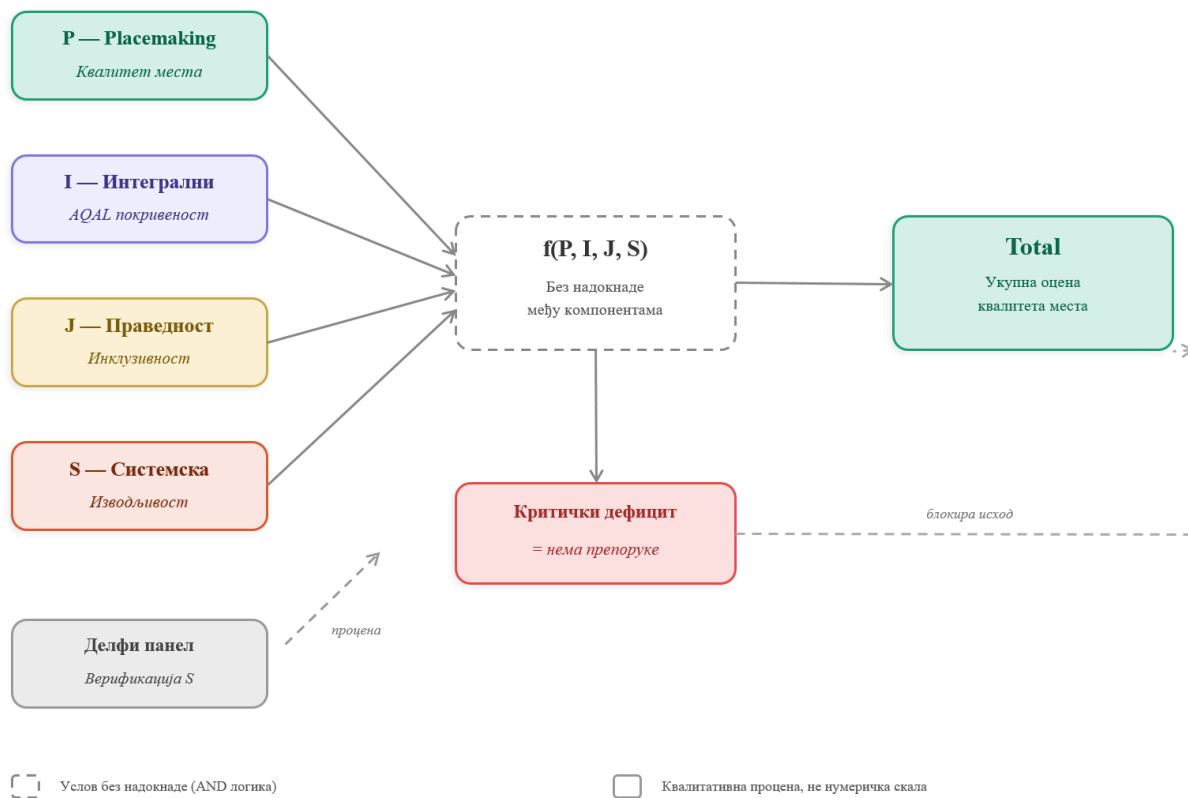 P — Placemaking
Квалитет места
I — Интегрални
AQAL покривеност
J — Праведност
Инклузивност
S — Системска
Изводљивост
Делфи панел
Верификација S
процена
f(P, I, J, S)
Без надокнаде
међу компонентама
Критички дефицит
= нема препоруке
блокира исход
Total
Укупна оцена
квалитета места
Услов без надокнаде (AND логика)
Квалитативна процена, не нумеричка скала